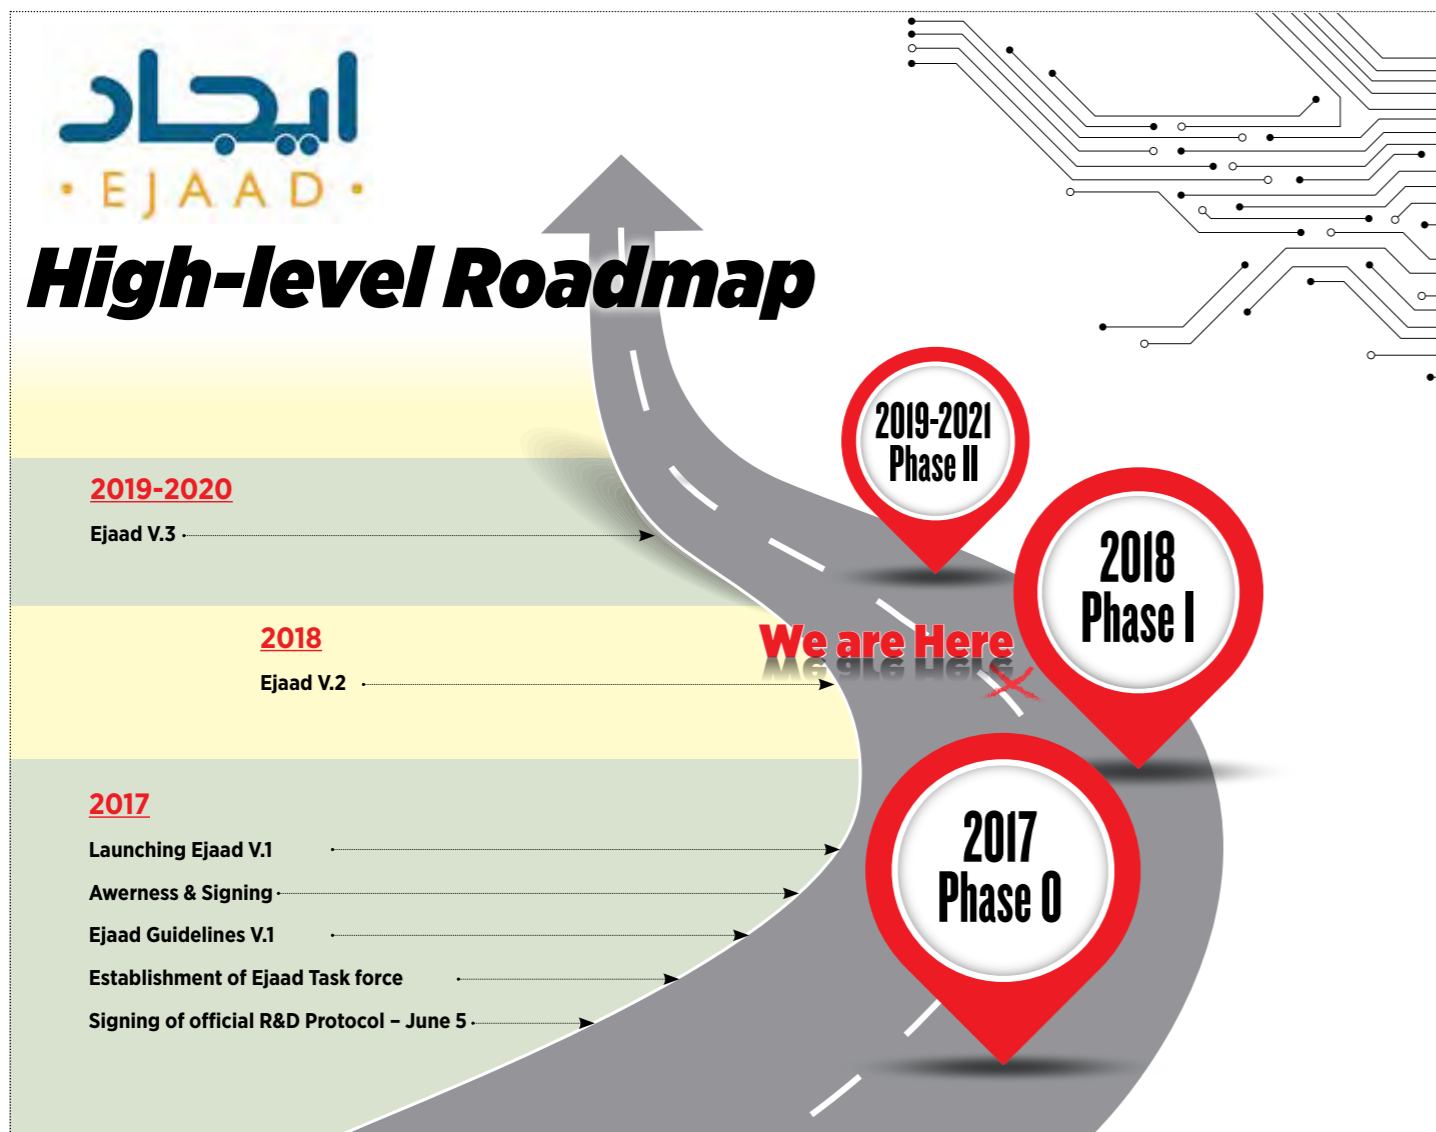 ايجاد
• EJAAD •
High-level Roadmap
2019-2021
Phase II
2019-2020
Ejaad V.3
2018
Phase I
We are Here
2018
Ejaad V.2
2017
Phase 0
2017
Launching Ejaad V.1
Awerness & Signing
Ejaad Guidelines V.1
Establishment of Ejaad Task force
Signing of official R&D Protocol – June 5